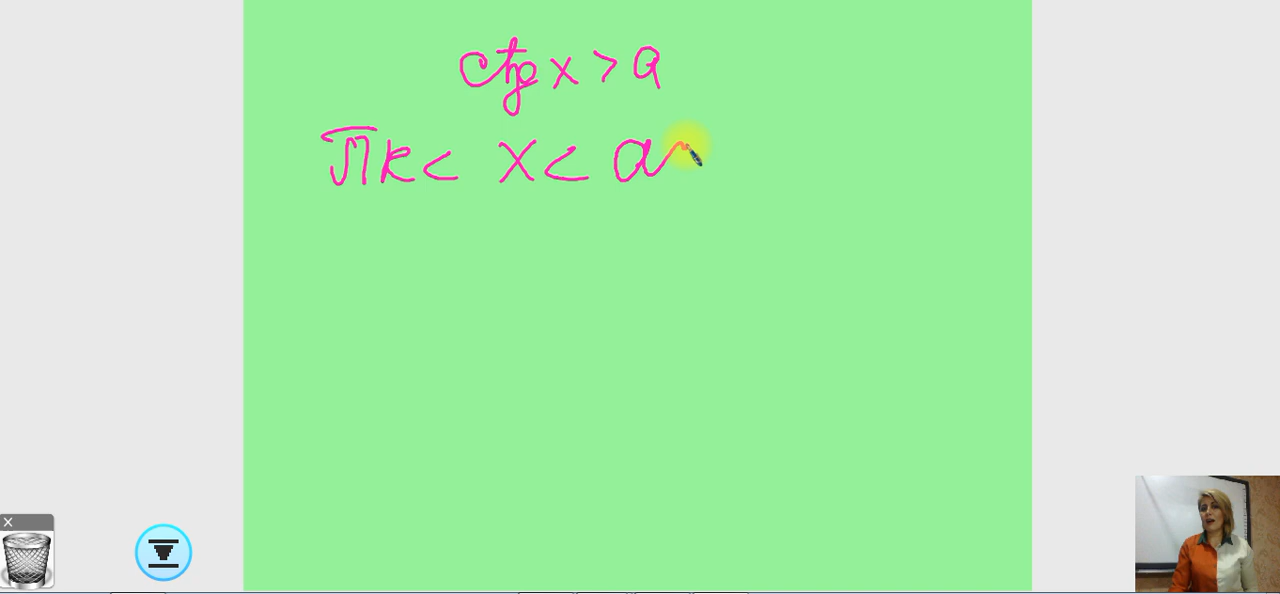 ctg x > a
πk < x < a